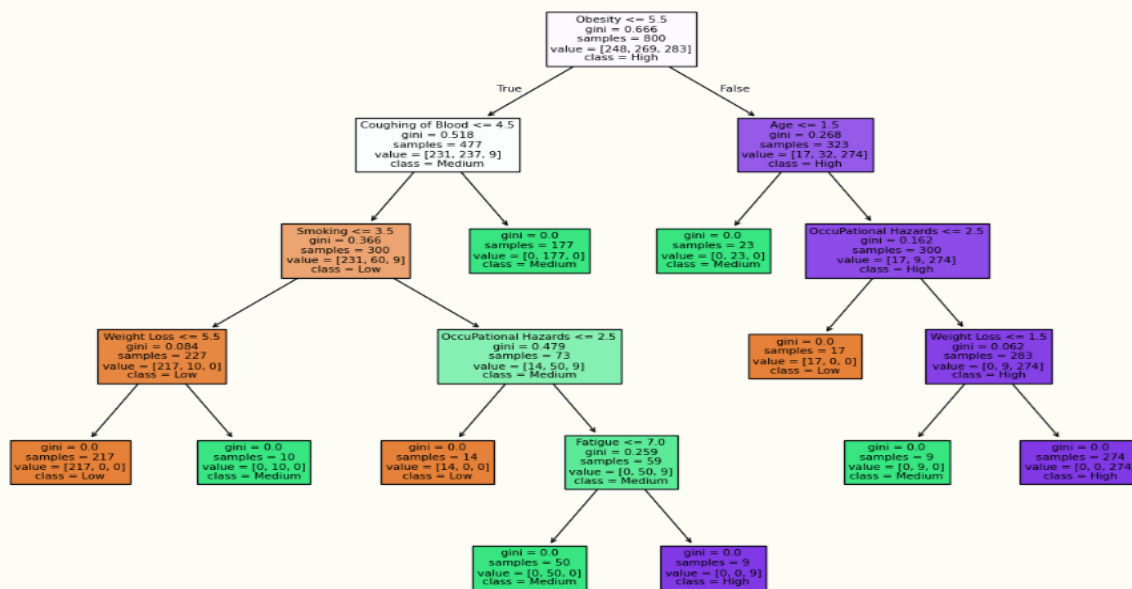 Obesity <= 5.5
gini = 0.666
samples = 800
value = [248, 269, 283]
class = High
True
False
Coughing of Blood <= 4.5
gini = 0.518
samples = 477
value = [231, 237, 9]
class = Medium
Age <= 1.5
gini = 0.268
samples = 323
value = [17, 32, 274]
class = High
Smoking <= 3.5
gini = 0.366
samples = 300
value = [231, 60, 9]
class = Low
gini = 0.0
samples = 177
value = [0, 177, 0]
class = Medium
gini = 0.0
samples = 23
value = [0, 23, 0]
class = Medium
OccuPational Hazards <= 2.5
gini = 0.162
samples = 300
value = [17, 9, 274]
class = High
Weight Loss <= 5.5
gini = 0.084
samples = 227
value = [217, 10, 0]
class = Low
OccuPational Hazards <= 2.5
gini = 0.479
samples = 73
value = [14, 50, 9]
class = Medium
gini = 0.0
samples = 17
value = [17, 0, 0]
class = Low
Weight Loss <= 1.5
gini = 0.062
samples = 283
value = [0, 9, 274]
class = High
gini = 0.0
samples = 217
value = [217, 0, 0]
class = Low
gini = 0.0
samples = 10
value = [0, 10, 0]
class = Medium
gini = 0.0
samples = 14
value = [14, 0, 0]
class = Low
Fatigue <= 7.0
gini = 0.259
samples = 59
value = [0, 50, 9]
class = Medium
gini = 0.0
samples = 9
value = [0, 9, 0]
class = Medium
gini = 0.0
samples = 274
value = [0, 0, 274]
class = High
gini = 0.0
samples = 50
value = [0, 50, 0]
class = Medium
gini = 0.0
samples = 9
value = [0, 0, 9]
class = High